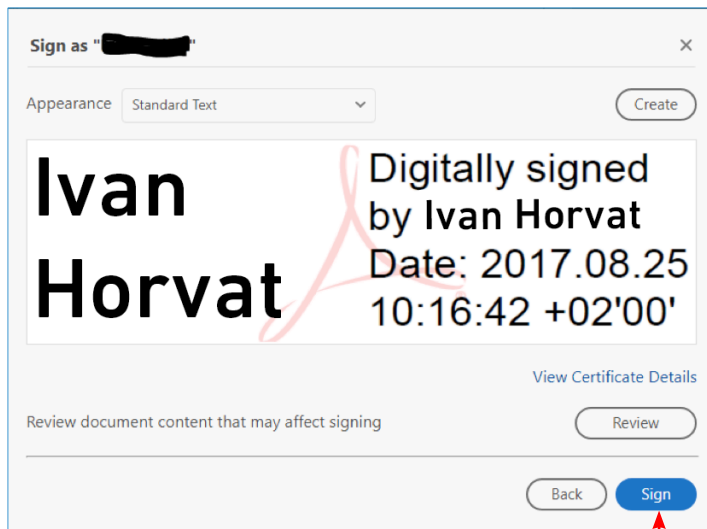 Sign as " "
Appearance Standard Text Create
Ivan
Horvat
Digitally signed
by Ivan Horvat
Date: 2017.08.25
10:16:42 +02'00'
View Certificate Details
Review document content that may affect signing Review
Back Sign